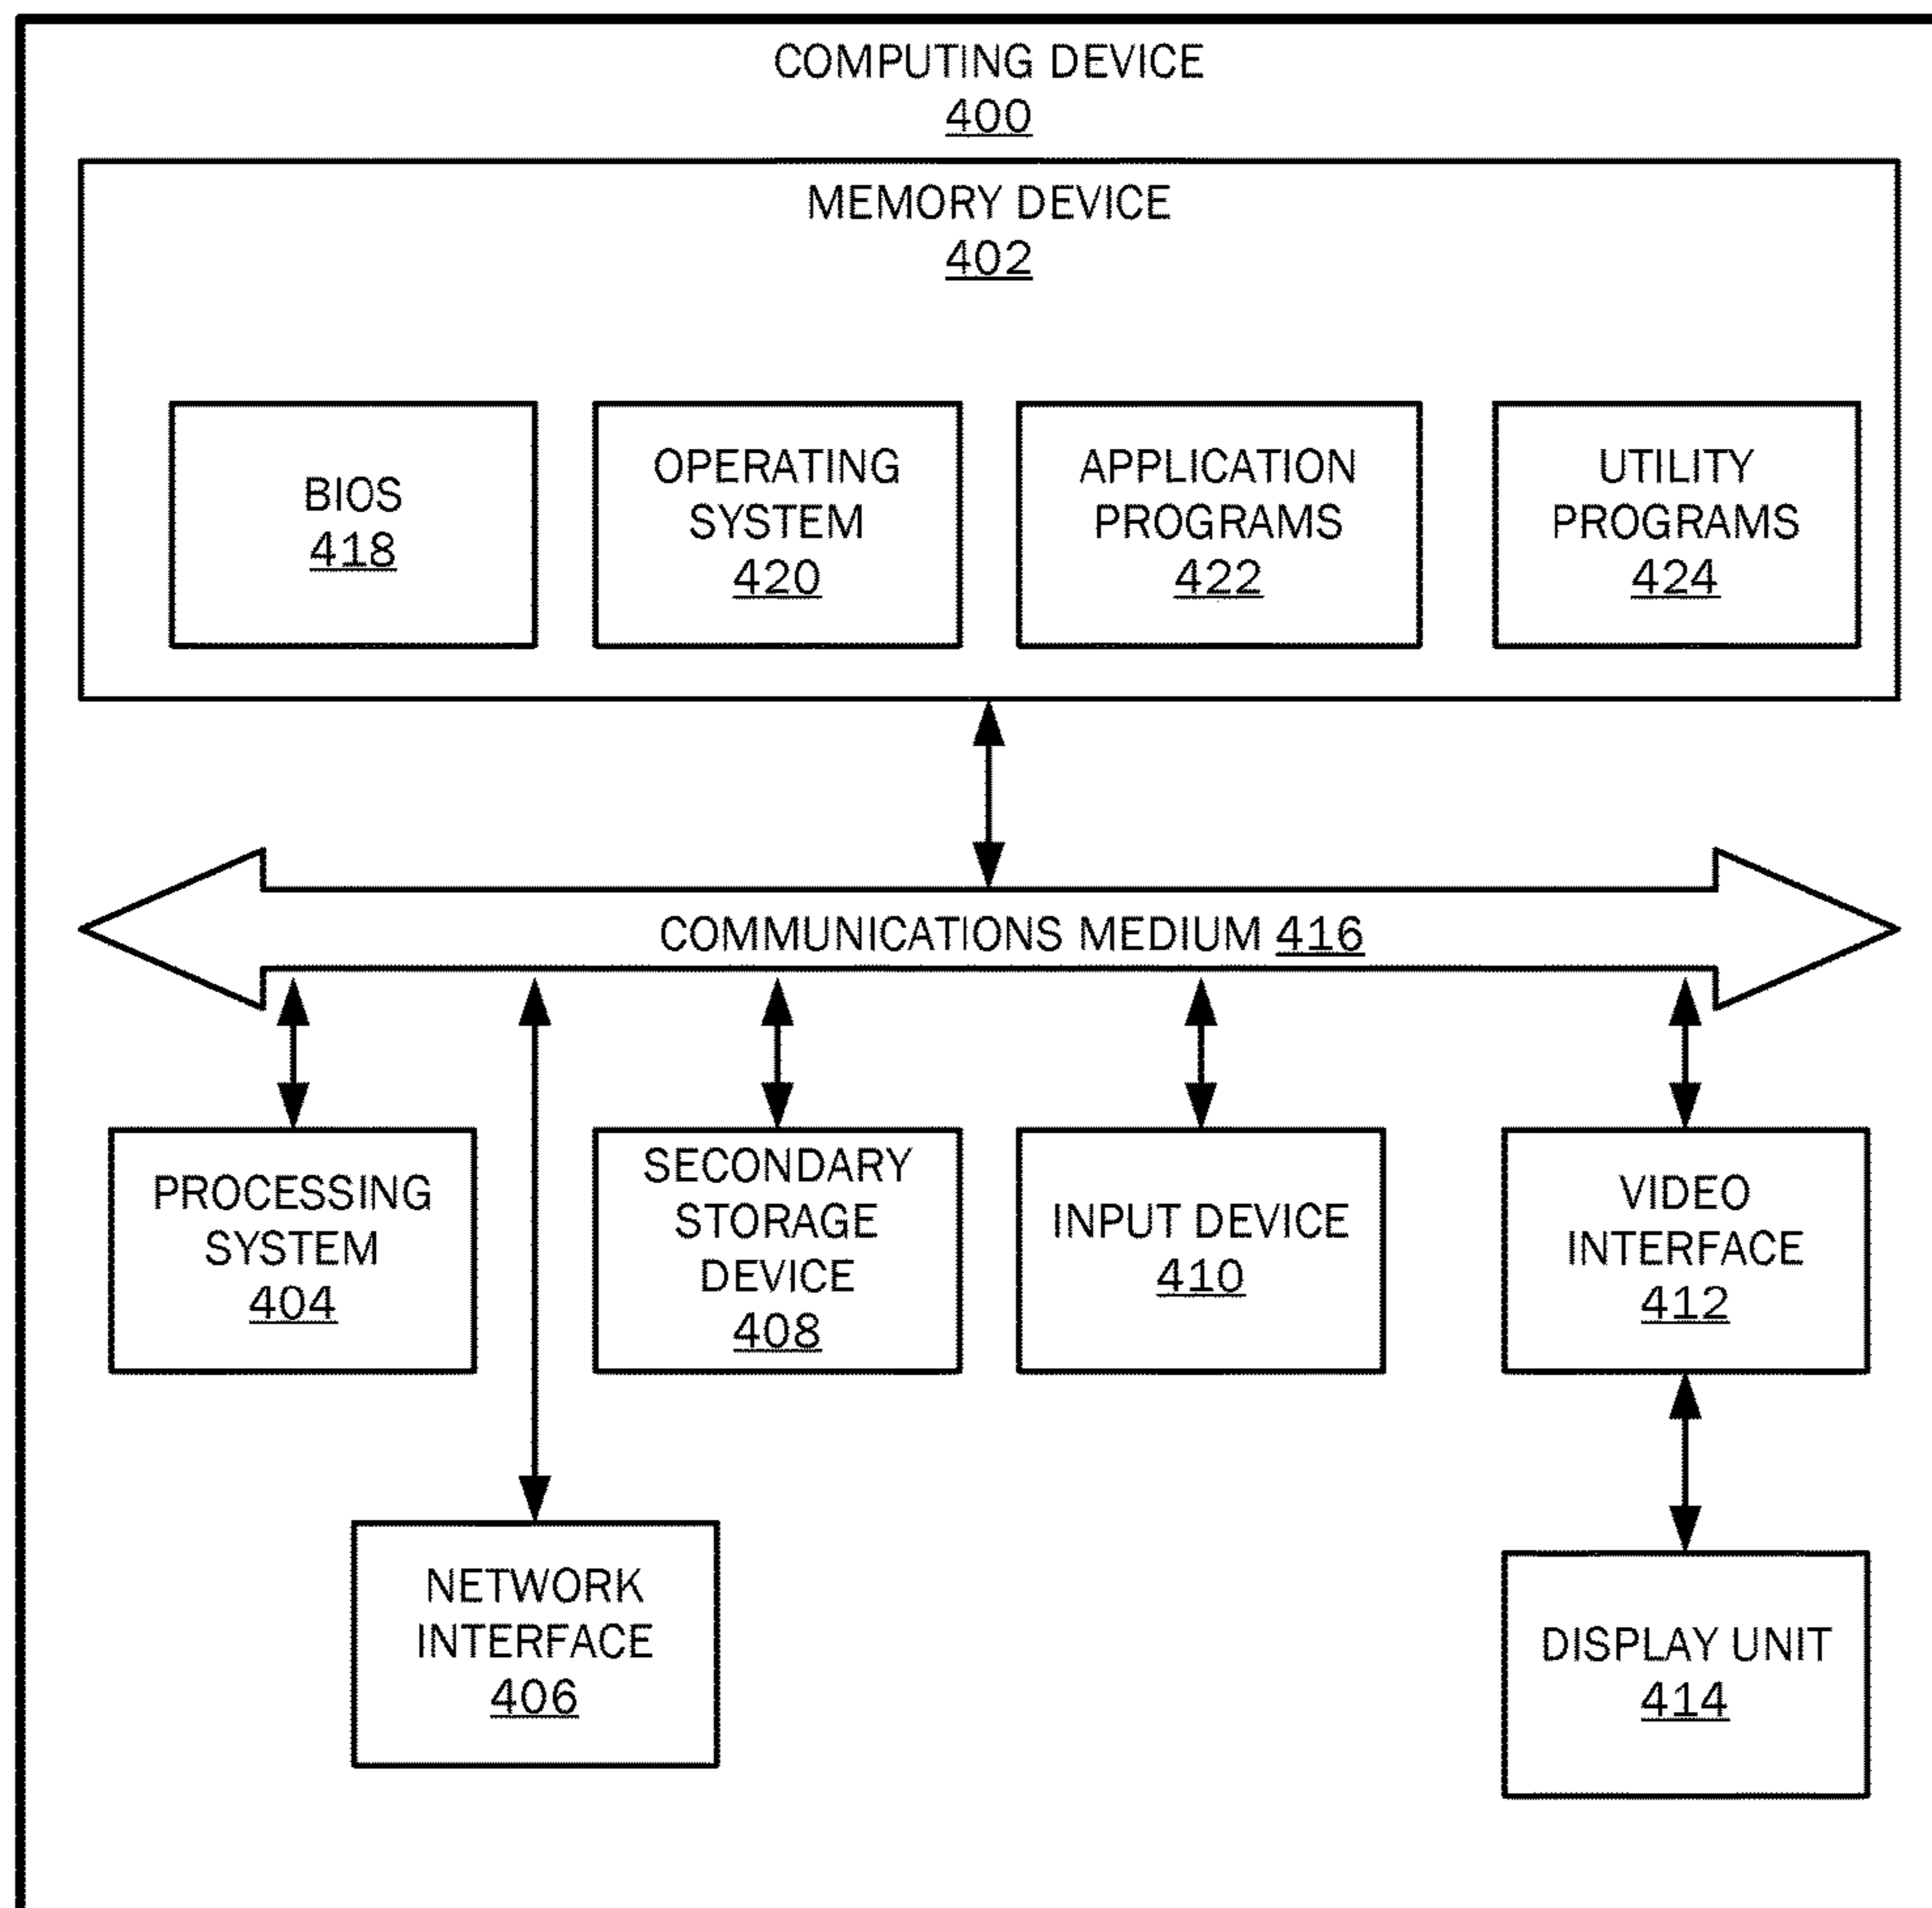 COMPUTING DEVICE
400
MEMORY DEVICE
402
BIOS
418
OPERATING
SYSTEM
420
APPLICATION
PROGRAMS
422
UTILITY
PROGRAMS
424
COMMUNICATIONS MEDIUM 416
PROCESSING
SYSTEM
404
SECONDARY
STORAGE
DEVICE
408
INPUT DEVICE
410
VIDEO
INTERFACE
412
NETWORK
INTERFACE
406
DISPLAY UNIT
414